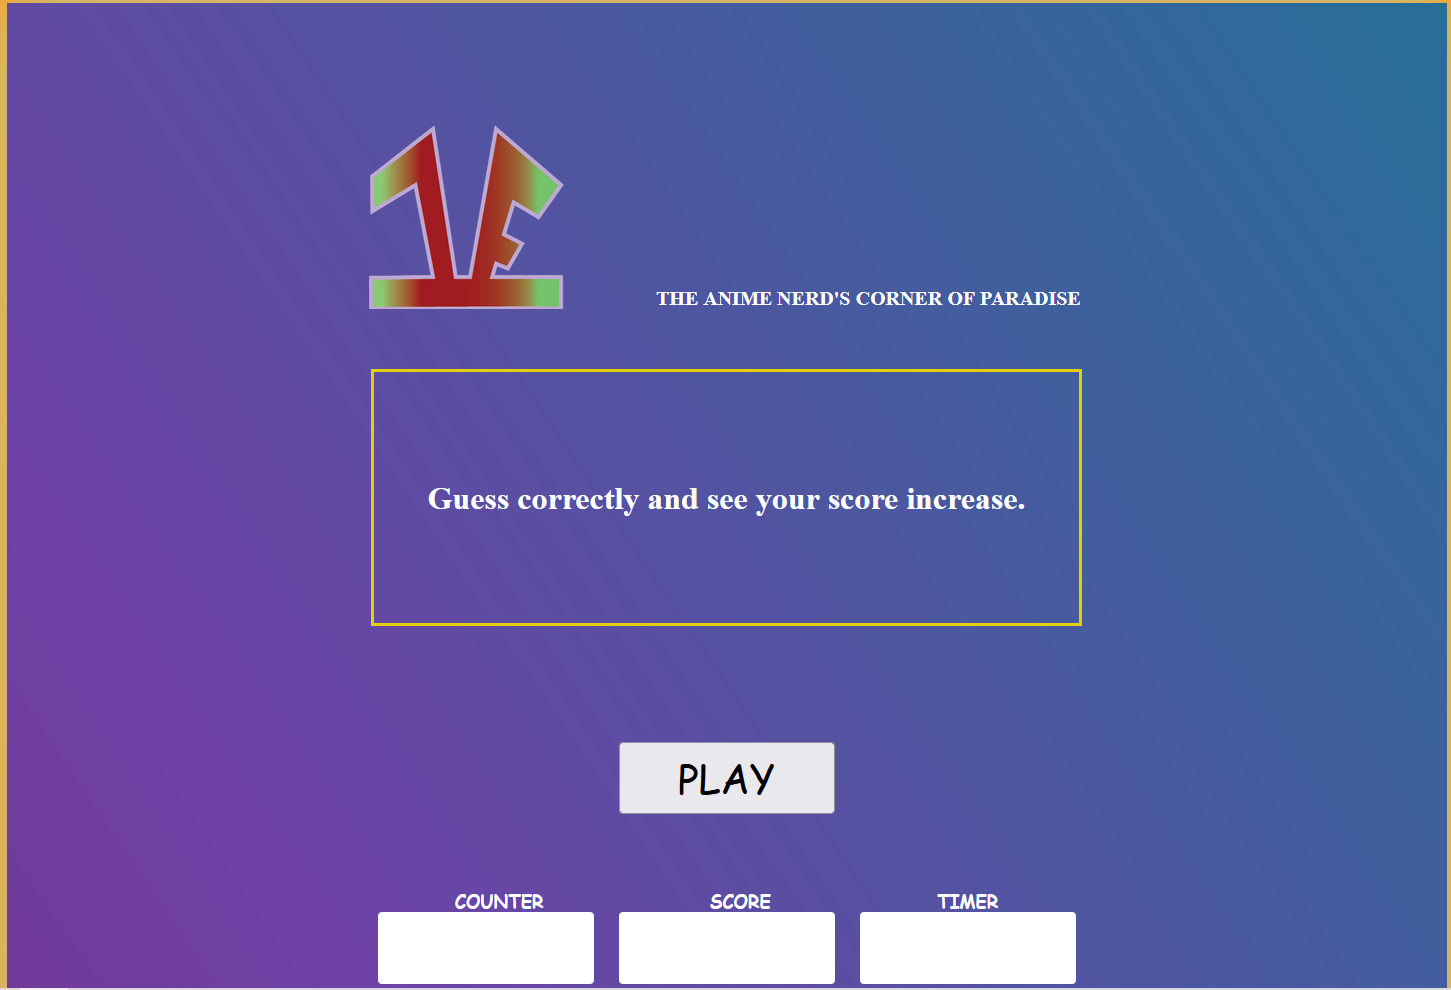 THE ANIME NERD'S CORNER OF PARADISE
Guess correctly and see your score increase.
PLAY
COUNTER SCORE TIMER